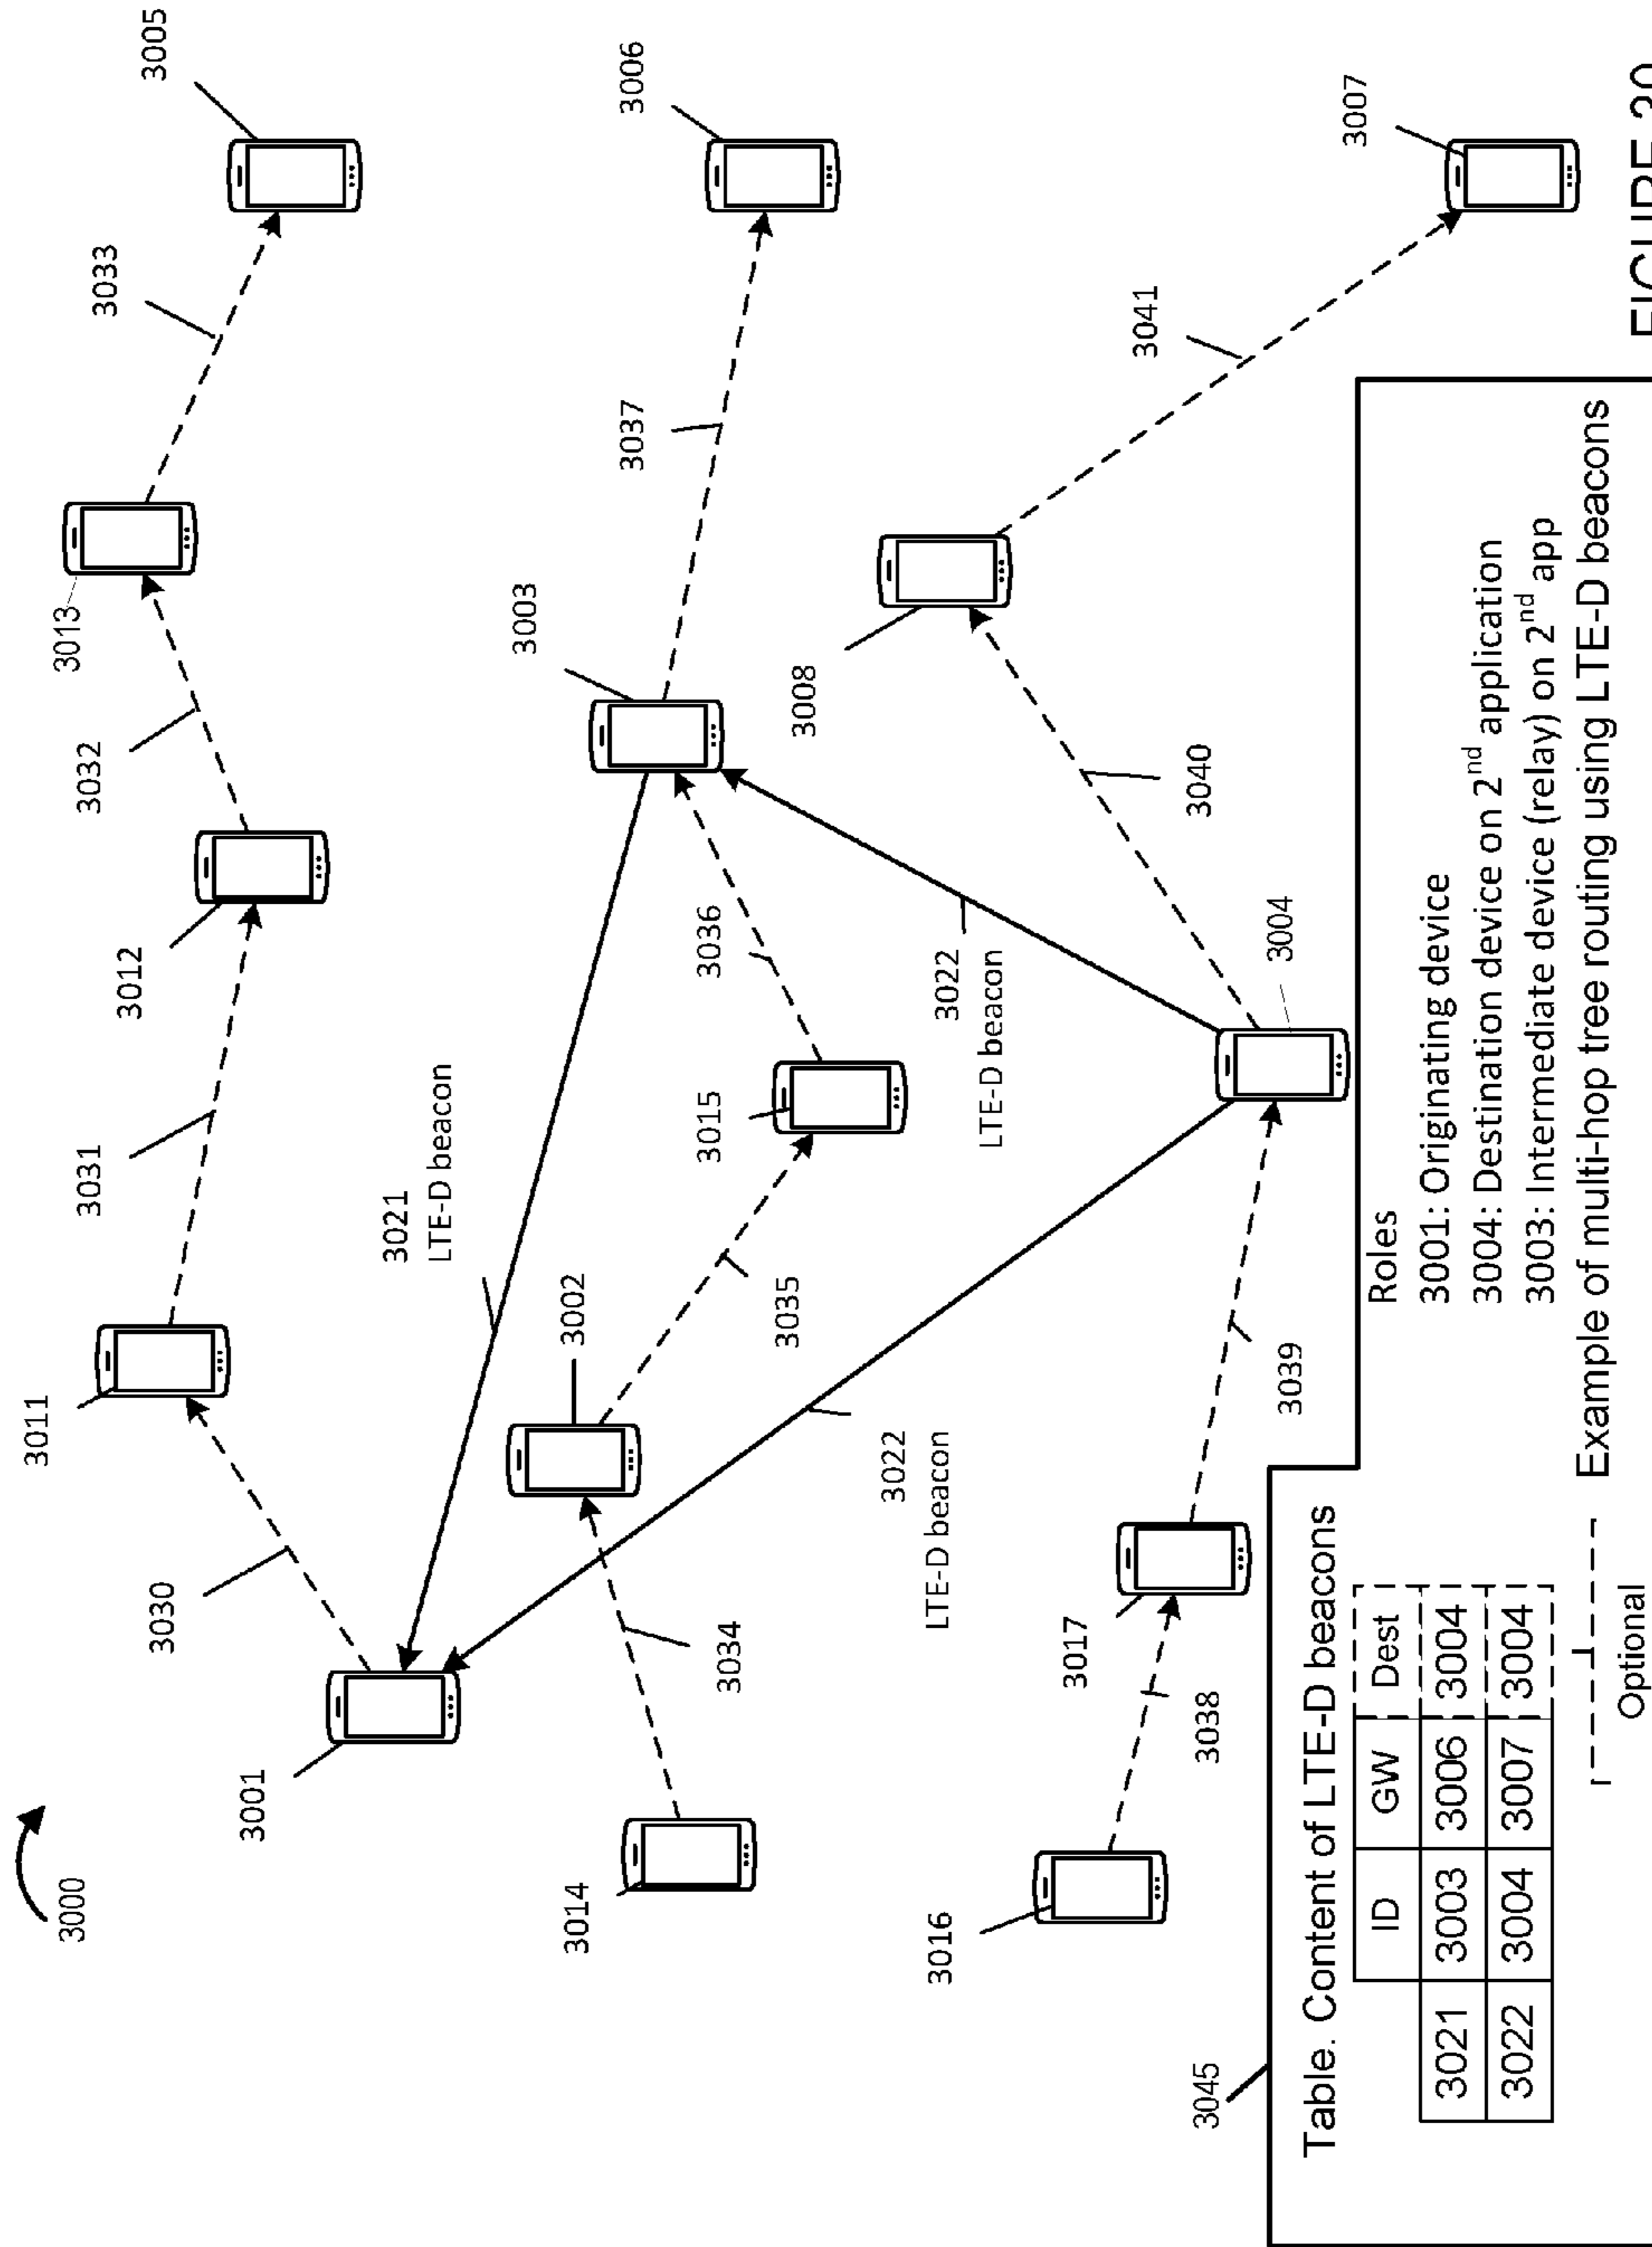 3000
3011
3013
3031
3032
3033
3012
3005
3030
3001
3021
LTE-D beacon
3003
3014
3002
3006
3037
3015
3036
3034
3035
3008
3022
LTE-D beacon
3022
LTE-D beacon
3016
3017
3041
3040
3038
3045
3004
3039
3007
Table. Content of LTE-D beacons
ID GW Dest
3021 3003 3006 3004
3022 3004 3007 3004
Optional
Roles
3001: Originating device
3004: Destination device on 2nd application
3003: Intermediate device (relay) on 2nd app
Example of multi-hop tree routing using LTE-D beacons
FIGURE 30